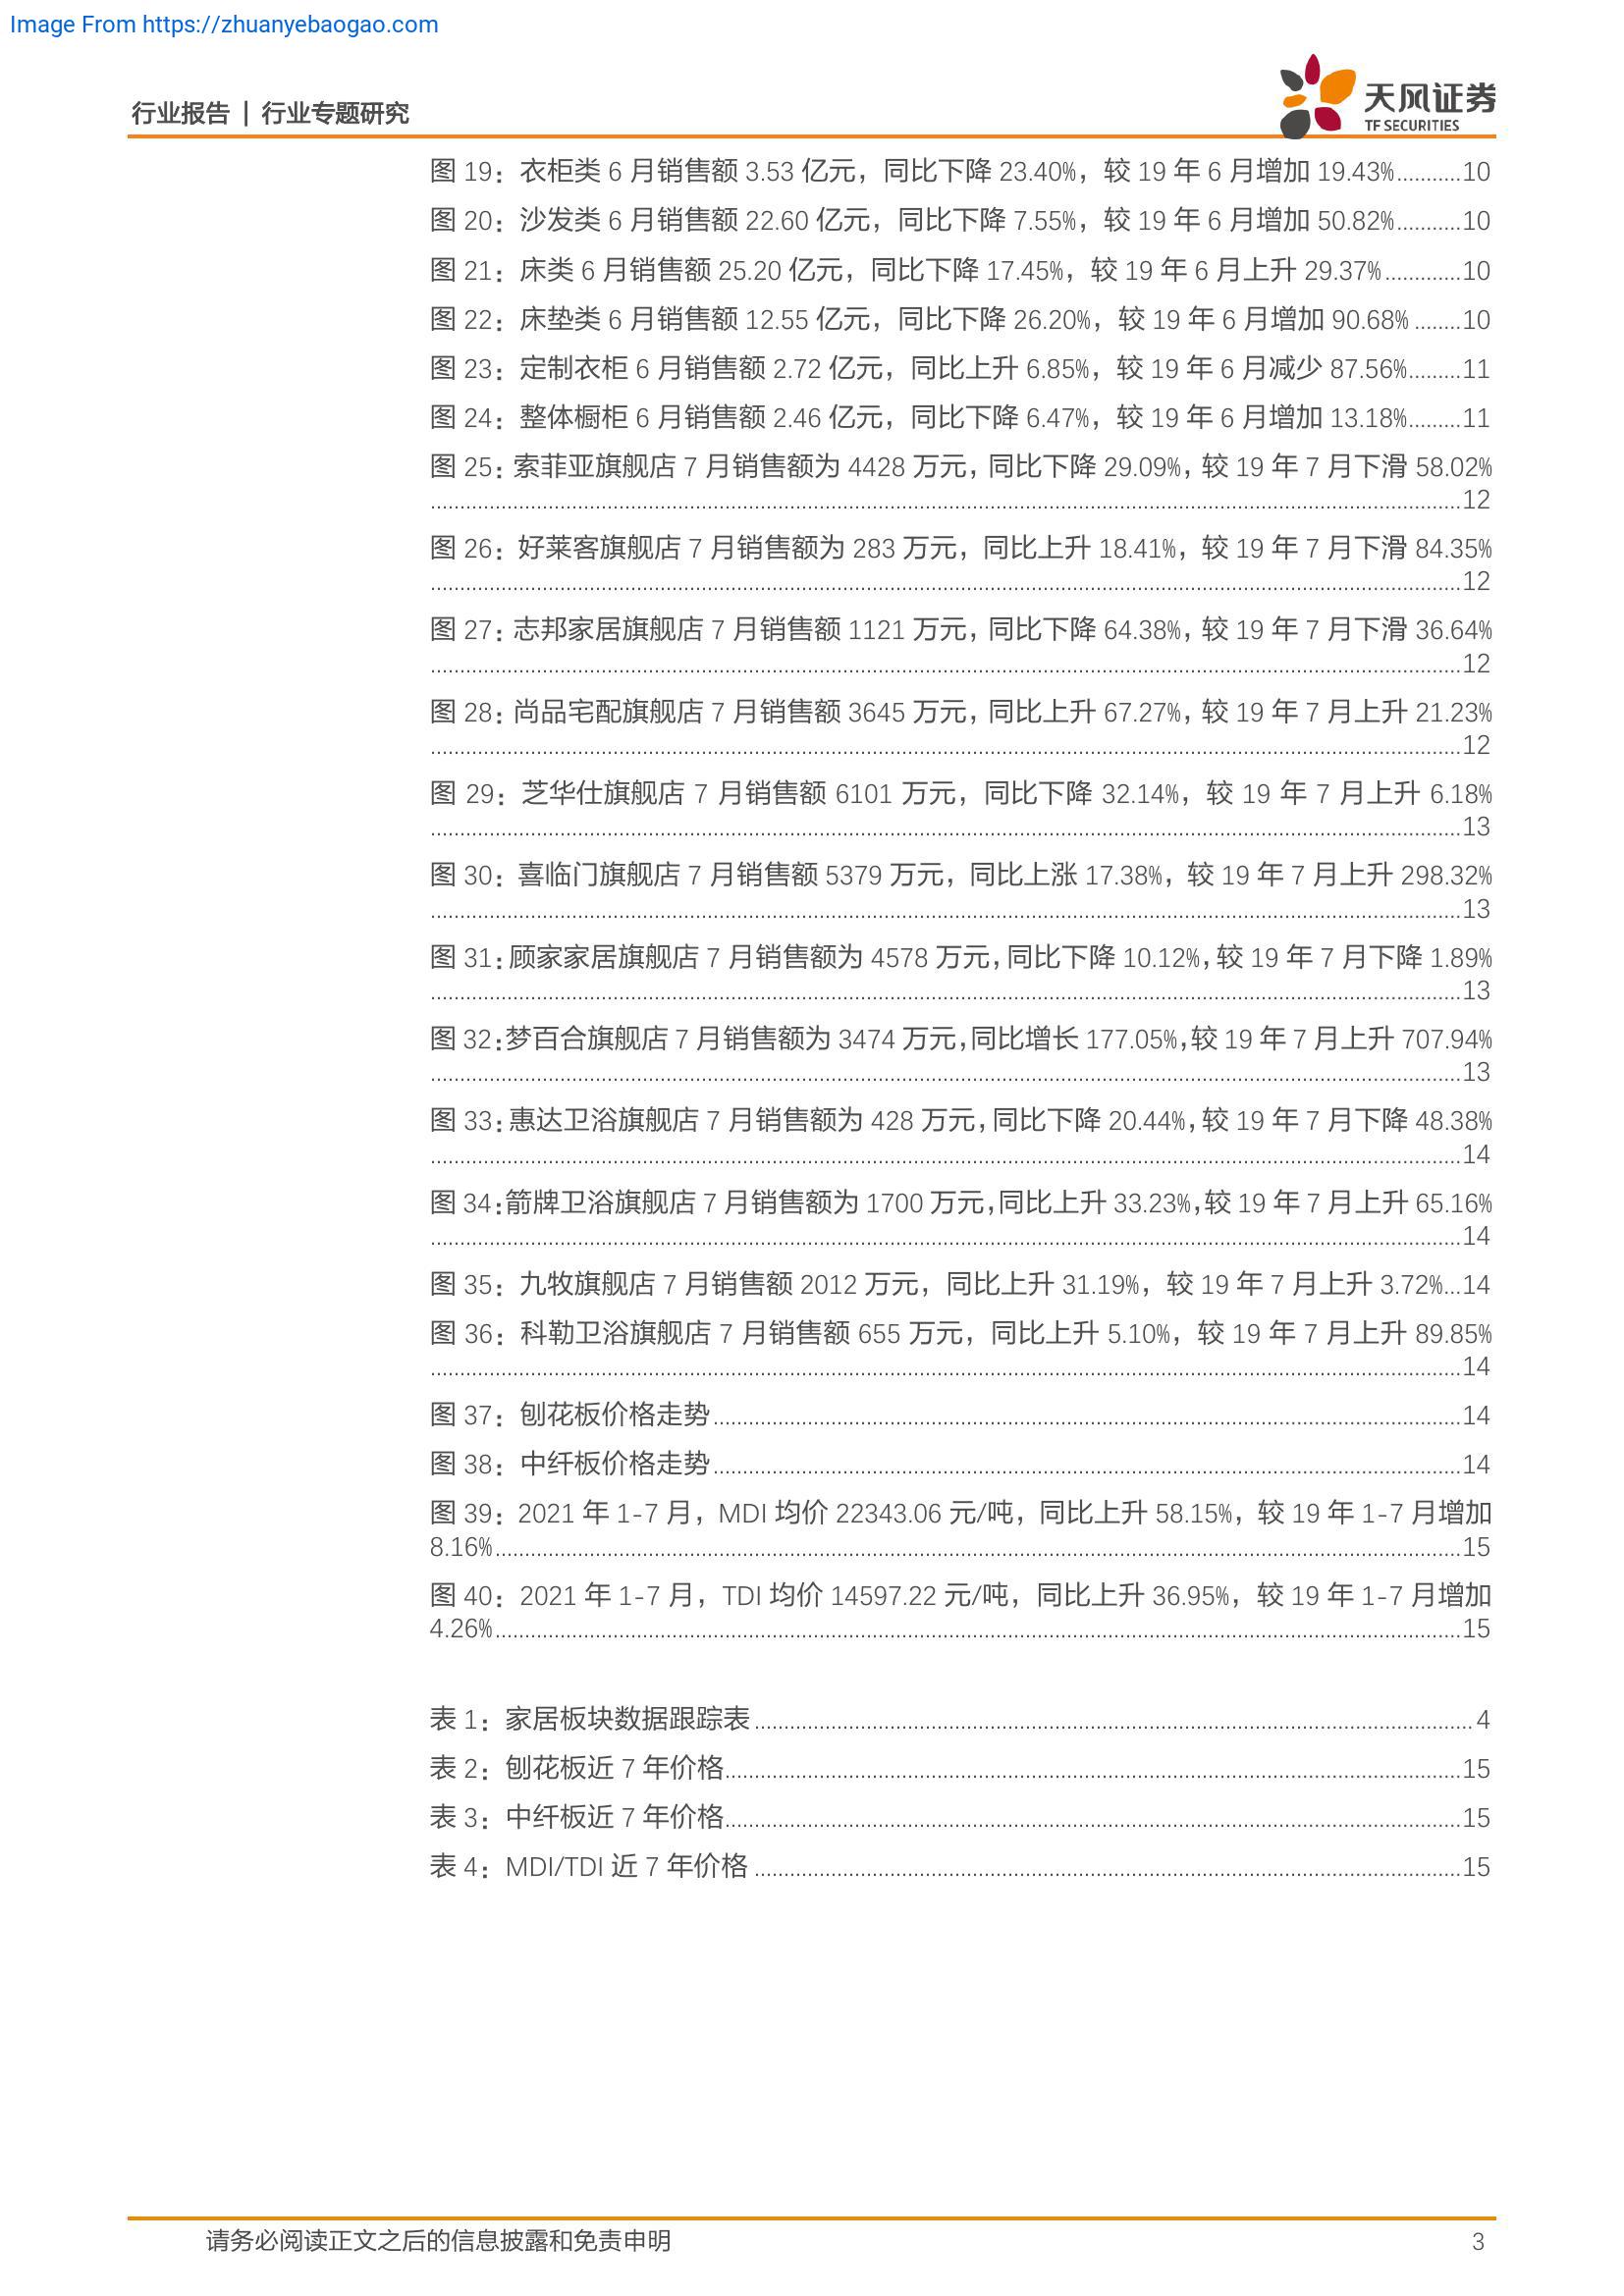 Image From https://zhuanyebaogao.com
行业报告 | 行业专题研究
天风证券
TF SECURITIES
图 19：衣柜类 6 月销售额 3.53 亿元，同比下降 23.40%，较 19 年 6 月增加 19.43%...........10
图 20：沙发类 6 月销售额 22.60 亿元，同比下降 7.55%，较 19 年 6 月增加 50.82%...........10
图 21：床类 6 月销售额 25.20 亿元，同比下降 17.45%，较 19 年 6 月上升 29.37%.............10
图 22：床垫类 6 月销售额 12.55 亿元，同比下降 26.20%，较 19 年 6 月增加 90.68% ........10
图 23：定制衣柜 6 月销售额 2.72 亿元，同比上升 6.85%，较 19 年 6 月减少 87.56%.........11
图 24：整体橱柜 6 月销售额 2.46 亿元，同比下降 6.47%，较 19 年 6 月增加 13.18%.........11
图 25：索菲亚旗舰店 7 月销售额为 4428 万元，同比下降 29.09%，较 19 年 7 月下滑 58.02%
..........12
图 26：好莱客旗舰店 7 月销售额为 283 万元，同比上升 18.41%，较 19 年 7 月下滑 84.35%
..........12
图 27：志邦家居旗舰店 7 月销售额 1121 万元，同比下降 64.38%，较 19 年 7 月下滑 36.64%
..........12
图 28：尚品宅配旗舰店 7 月销售额 3645 万元，同比上升 67.27%，较 19 年 7 月上升 21.23%
..........12
图 29：芝华仕旗舰店 7 月销售额 6101 万元，同比下降 32.14%，较 19 年 7 月上升 6.18%
..........13
图 30：喜临门旗舰店 7 月销售额 5379 万元，同比上涨 17.38%，较 19 年 7 月上升 298.32%
..........13
图 31：顾家家居旗舰店 7 月销售额为 4578 万元，同比下降 10.12%，较 19 年 7 月下降 1.89%
..........13
图 32：梦百合旗舰店 7 月销售额为 3474 万元，同比增长 177.05%，较 19 年 7 月上升 707.94%
..........13
图 33：惠达卫浴旗舰店 7 月销售额为 428 万元，同比下降 20.44%，较 19 年 7 月下降 48.38%
..........14
图 34：箭牌卫浴旗舰店 7 月销售额为 1700 万元，同比上升 33.23%，较 19 年 7 月上升 65.16%
..........14
图 35：九牧旗舰店 7 月销售额 2012 万元，同比上升 31.19%，较 19 年 7 月上升 3.72%...14
图 36：科勒卫浴旗舰店 7 月销售额 655 万元，同比上升 5.10%，较 19 年 7 月上升 89.85%
..........14
图 37：刨花板价格走势..........14
图 38：中纤板价格走势..........14
图 39：2021 年 1-7 月，MDI 均价 22343.06 元/吨，同比上升 58.15%，较 19 年 1-7 月增加
8.16%..........15
图 40：2021 年 1-7 月，TDI 均价 14597.22 元/吨，同比上升 36.95%，较 19 年 1-7 月增加
4.26%..........15
表 1：家居板块数据跟踪表..........4
表 2：刨花板近 7 年价格..........15
表 3：中纤板近 7 年价格..........15
表 4：MDI/TDI 近 7 年价格..........15
请务必阅读正文之后的信息披露和免责申明 3